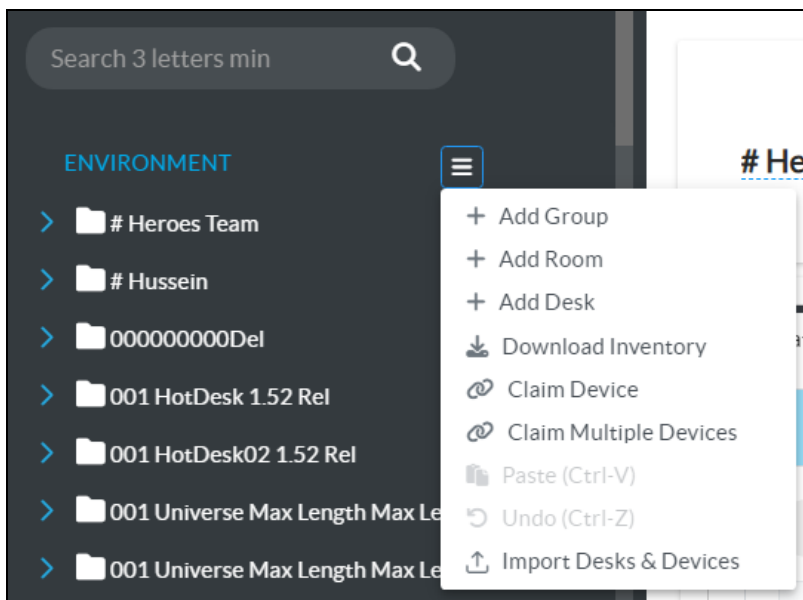 Search 3 letters min
ENVIRONMENT
# Heroes Team
# Hussein
000000000Del
001 HotDesk 1.52 Rel
001 HotDesk02 1.52 Rel
001 Universe Max Length Max Le
001 Universe Max Length Max Le
Add Group
Add Room
Add Desk
Download Inventory
Claim Device
Claim Multiple Devices
Paste (Ctrl-V)
Undo (Ctrl-Z)
Import Desks & Devices
# He